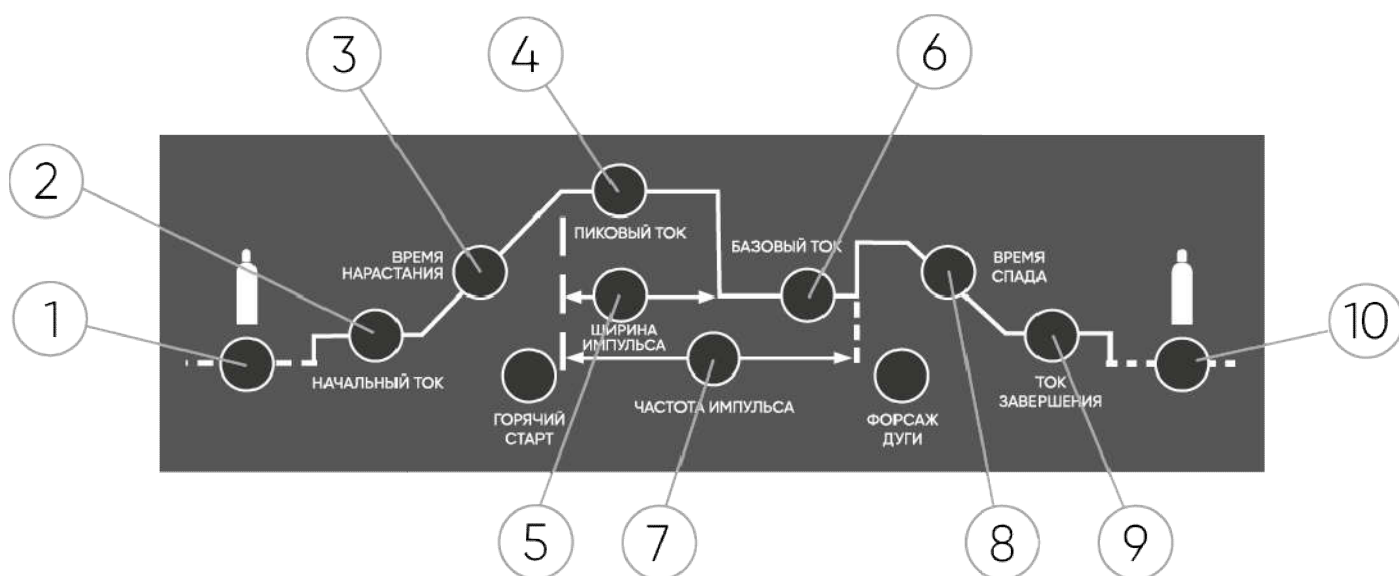 3
4
6
2
ПИКОВЫЙ ТОК
БАЗОВЫЙ ТОК
ВРЕМЯ
НАРАСТАНИЯ
ВРЕМЯ
СПАДА
1
10
ШИРИНА
ИМПУЛЬСА
НАЧАЛЬНЫЙ ТОК
ТОК
ЗАВЕРШЕНИЯ
ЧАСТОТА ИМПУЛЬСА
ГОРЯЧИЙ
СТАРТ
ФОРСАЖ
ДУГИ
5
7
8
9